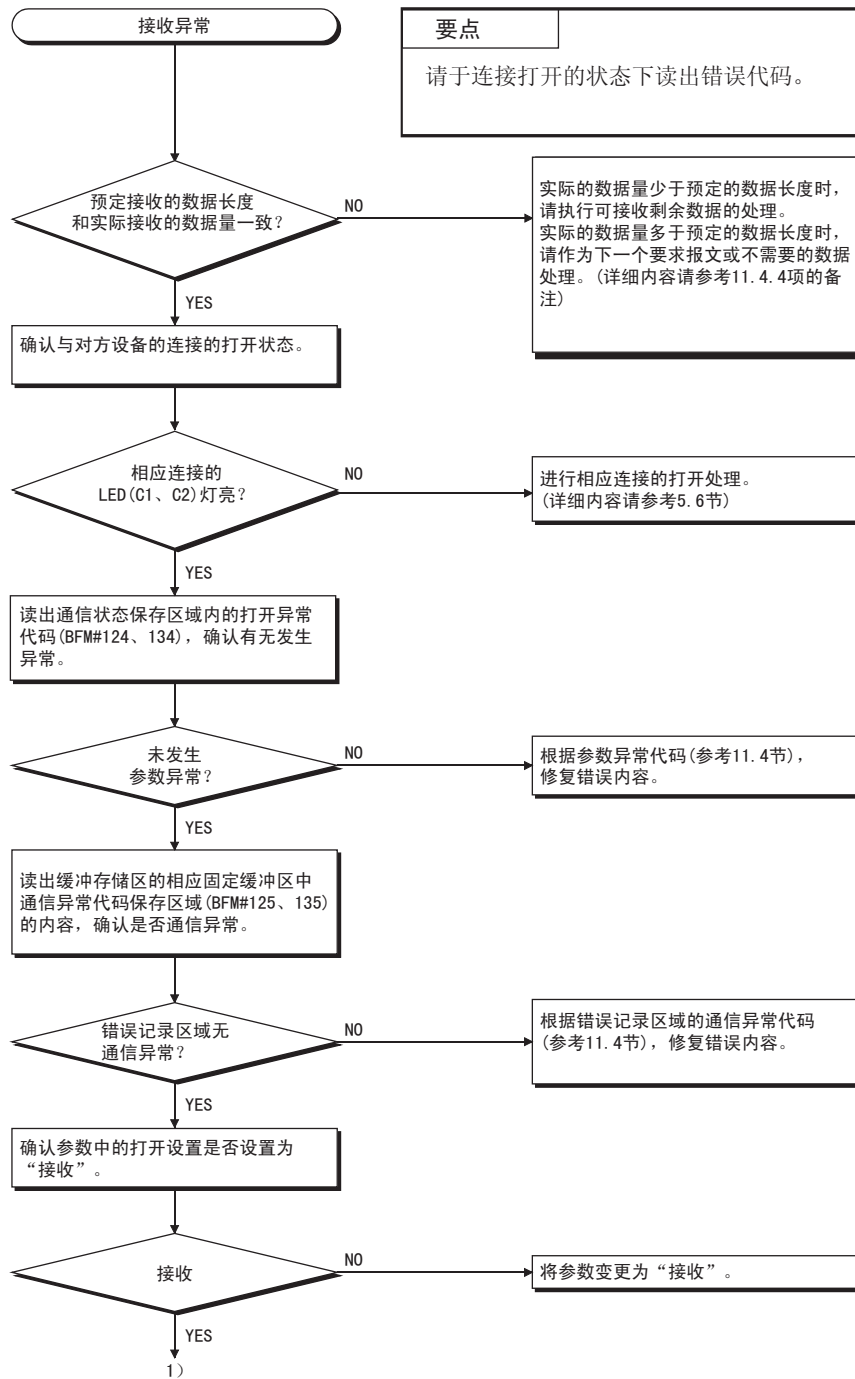 接收异常
要点
请于连接打开的状态下读出错误代码。
预定接收的数据长度
和实际接收的数据量一致?
NO
实际的数据量少于预定的数据长度时,
请执行可接收剩余数据的处理。
实际的数据量多于预定的数据长度时,
请作为下一个要求报文或不需要的数据
处理。(详细内容请参考11.4.4项的备
注)
YES
确认与对方设备的连接的打开状态。
相应连接的
LED(C1、C2)灯亮?
NO
进行相应连接的打开处理。
(详细内容请参考5.6节)
YES
读出通信状态保存区域内的打开异常
代码(BFM#124、134),确认有无发生
异常。
未发生
参数异常?
NO
根据参数异常代码(参考11.4节),
修复错误内容。
YES
读出缓冲存储区的相应固定缓冲区中
通信异常代码保存区域(BFM#125、135)
的内容,确认是否通信异常。
错误记录区域无
通信异常?
NO
根据错误记录区域的通信异常代码
(参考11.4节),修复错误内容。
YES
确认参数中的打开设置是否设置为
“接收”。
接收
NO
将参数变更为“接收”。
YES
1)